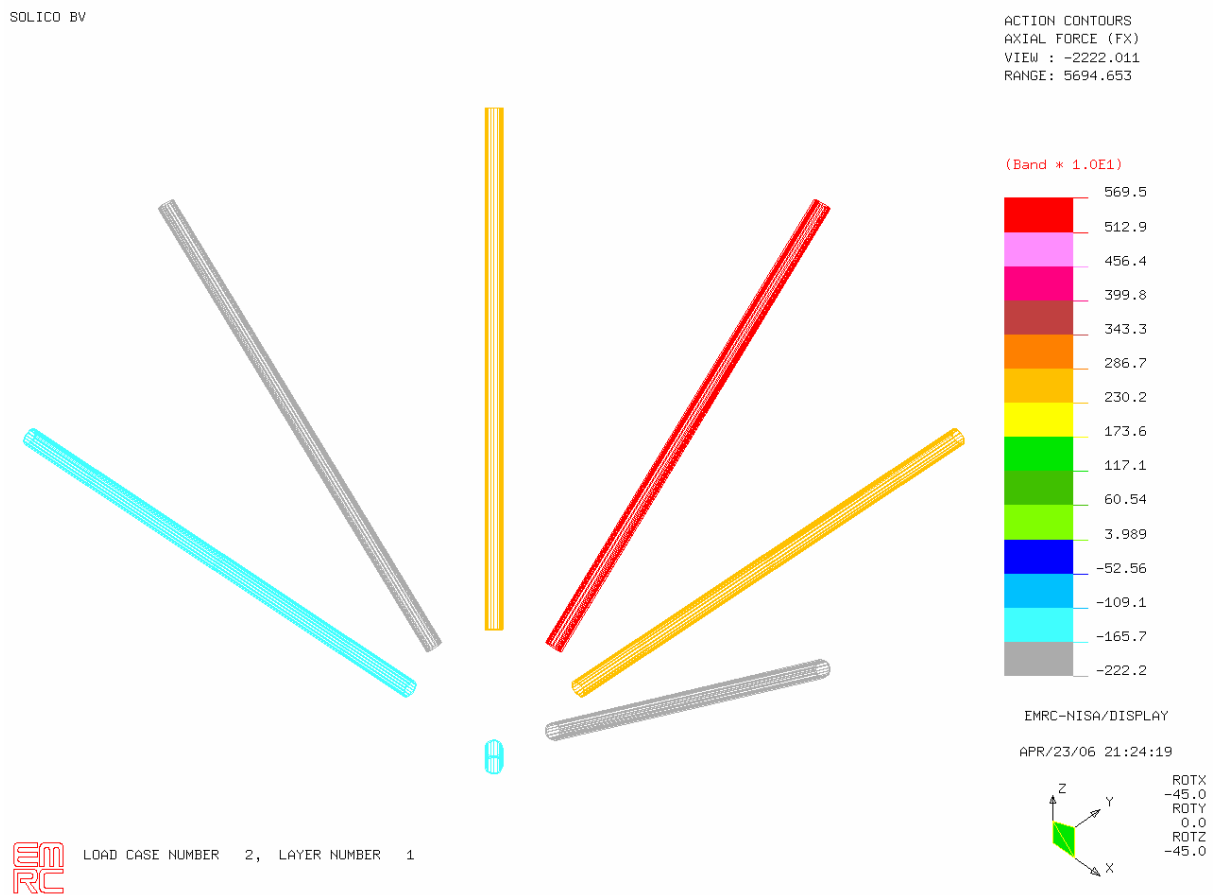 SOLICO BV
ACTION CONTOURS
AXIAL FORCE (FX)
VIEW : -2222.011
RANGE: 5694.653
(Band * 1.0E1)
569.5
512.9
456.4
399.8
343.3
286.7
230.2
173.6
117.1
60.54
3.989
-52.56
-109.1
-165.7
-222.2
EMRC-NISA/DISPLAY
APR/23/06 21:24:19
ROTX
-45.0
ROTY
0.0
ROTZ
-45.0
Z
Y
X
EM
RC
LOAD CASE NUMBER 2, LAYER NUMBER 1